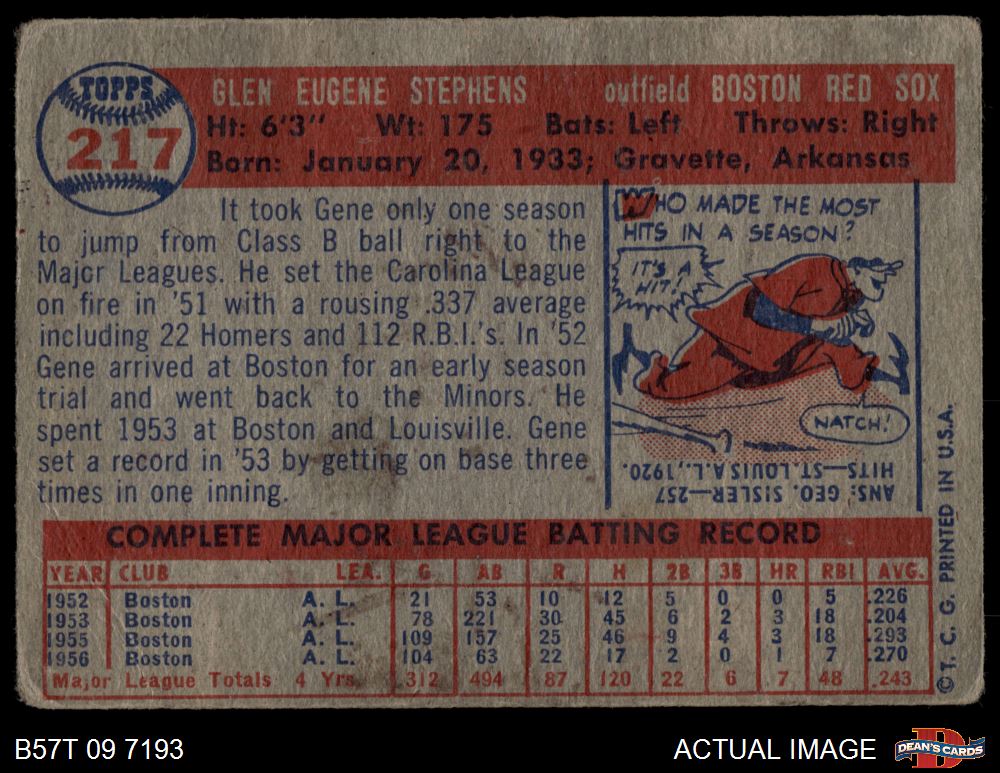 TOPPS
217
GLEN EUGENE STEPHENS outfield BOSTON RED SOX
Ht: 6'3" Wt: 175 Bats: Left Throws: Right
Born: January 20, 1933; Gravette, Arkansas
It took Gene only one season
to jump from Class B ball right to the
Major Leagues. He set the Carolina League
on fire in '51 with a rousing .337 average
including 22 Homers and 112 R.B.I.'s. In '52
Gene arrived at Boston for an early season
trial and went back to the Minors. He
spent 1953 at Boston and Louisville. Gene
set a record in '53 by getting on base three
times in one inning.
WHO MADE THE MOST
HITS IN A SEASON?
IT'S A
HIT!
NATCH!
ANS: GEO. SISLER—257
HITS—ST. LOUIS A.L., 1920.
COMPLETE MAJOR LEAGUE BATTING RECORD
YEAR CLUB LEA. G AB R H 2B 3B HR RBI AVG.
1952 Boston A. L. 21 53 10 12 5 0 0 5 .226
1953 Boston A. L. 78 221 30 45 6 2 3 18 .204
1955 Boston A. L. 109 157 25 46 9 4 3 18 .293
1956 Boston A. L. 104 63 22 17 2 0 1 7 .270
Major League Totals 4 Yrs. 312 494 87 120 22 6 7 48 .243
© T. C. G. PRINTED IN U.S.A.
B57T 09 7193
ACTUAL IMAGE
D
DEAN'S CARDS